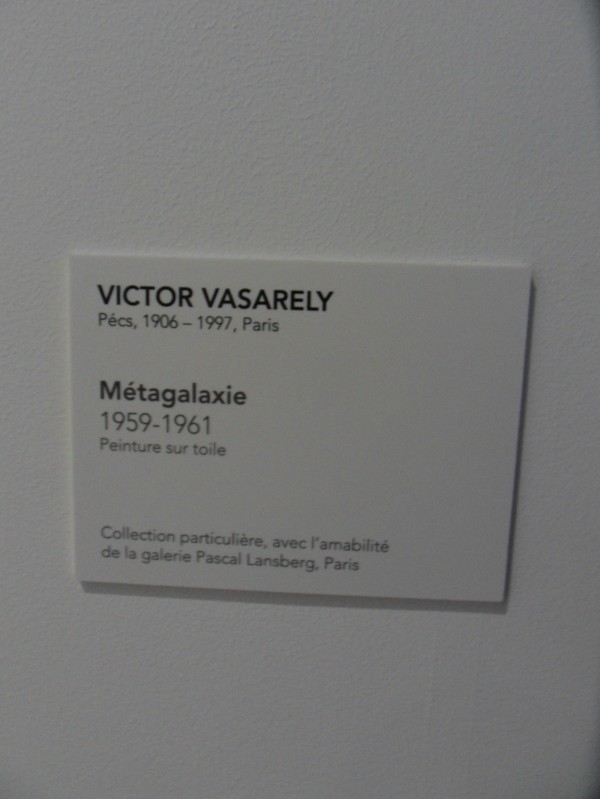 VICTOR VASARELY
Pécs, 1906 – 1997, Paris
Métagalaxie
1959-1961
Peinture sur toile
Collection particulière, avec l'amabilité
de la galerie Pascal Lansberg, Paris